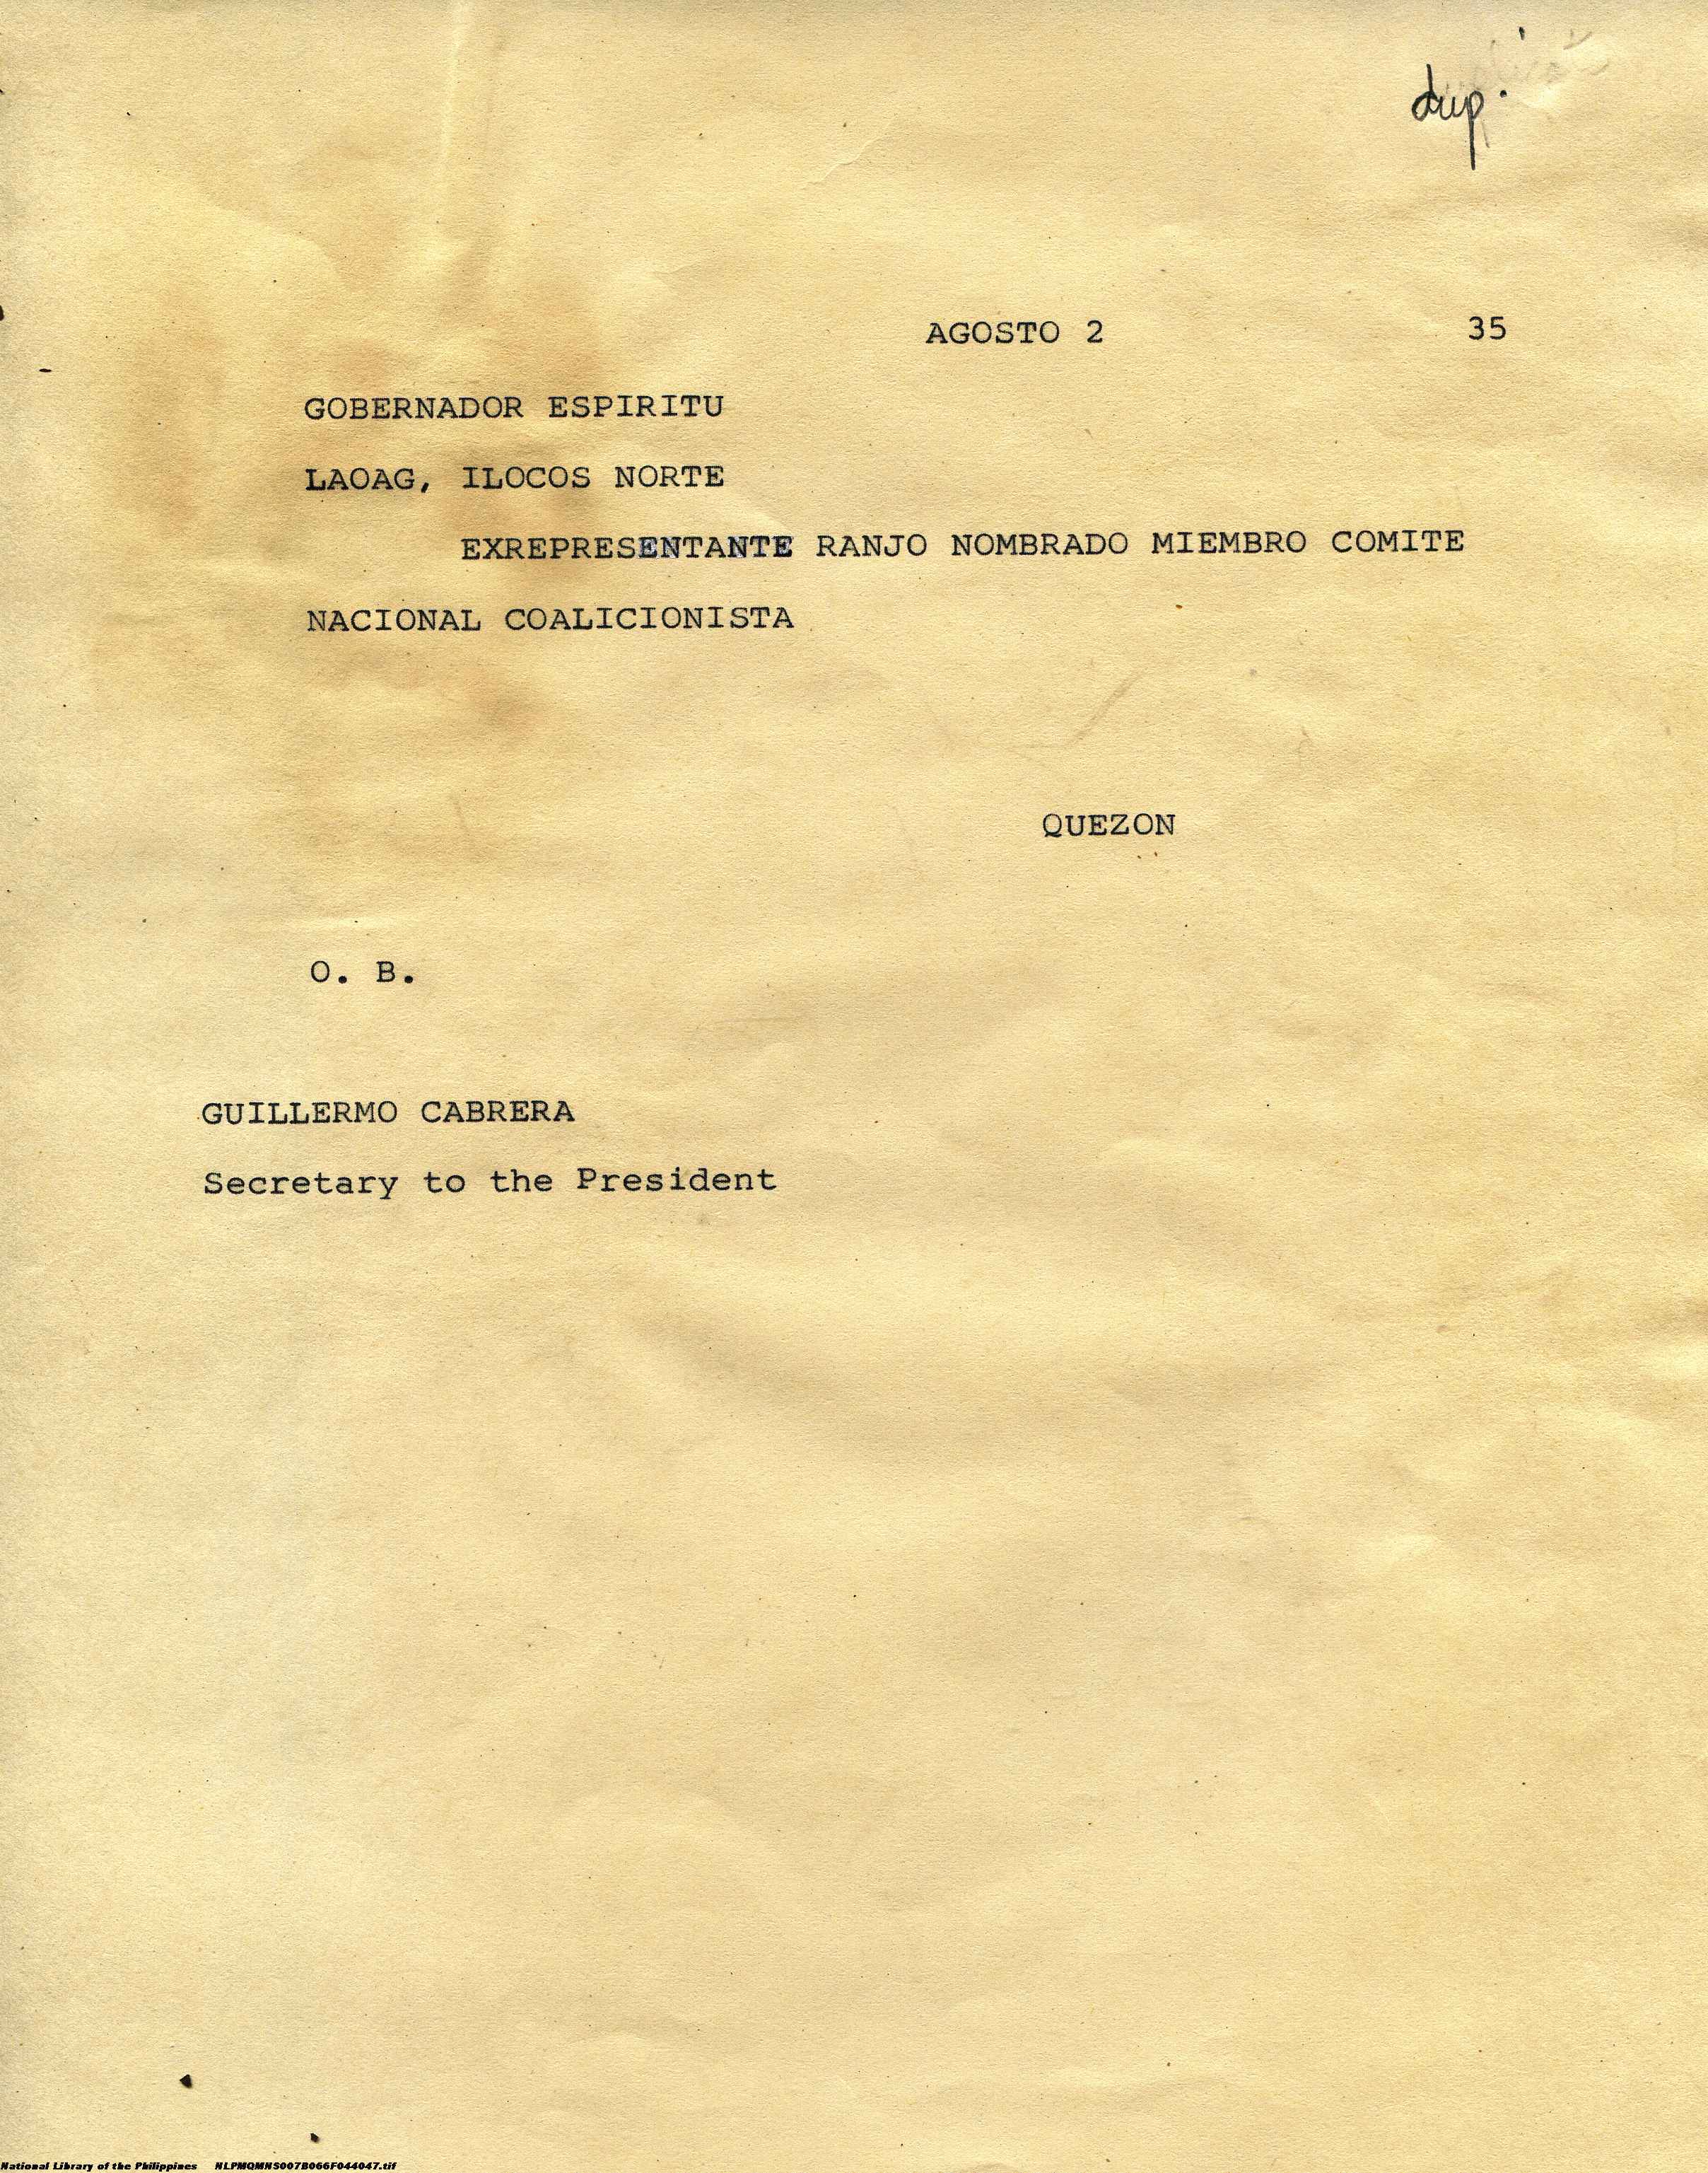 dup.
AGOSTO 2 35
GOBERNADOR ESPIRITU
LAOAG, ILOCOS NORTE
EXREPRESENTANTE RANJO NOMBRADO MIEMBRO COMITE
NACIONAL COALICIONISTA
QUEZON
O. B.
GUILLERMO CABRERA
Secretary to the President
National Library of the Philippines NLPMQMNS007B066F044047.tif